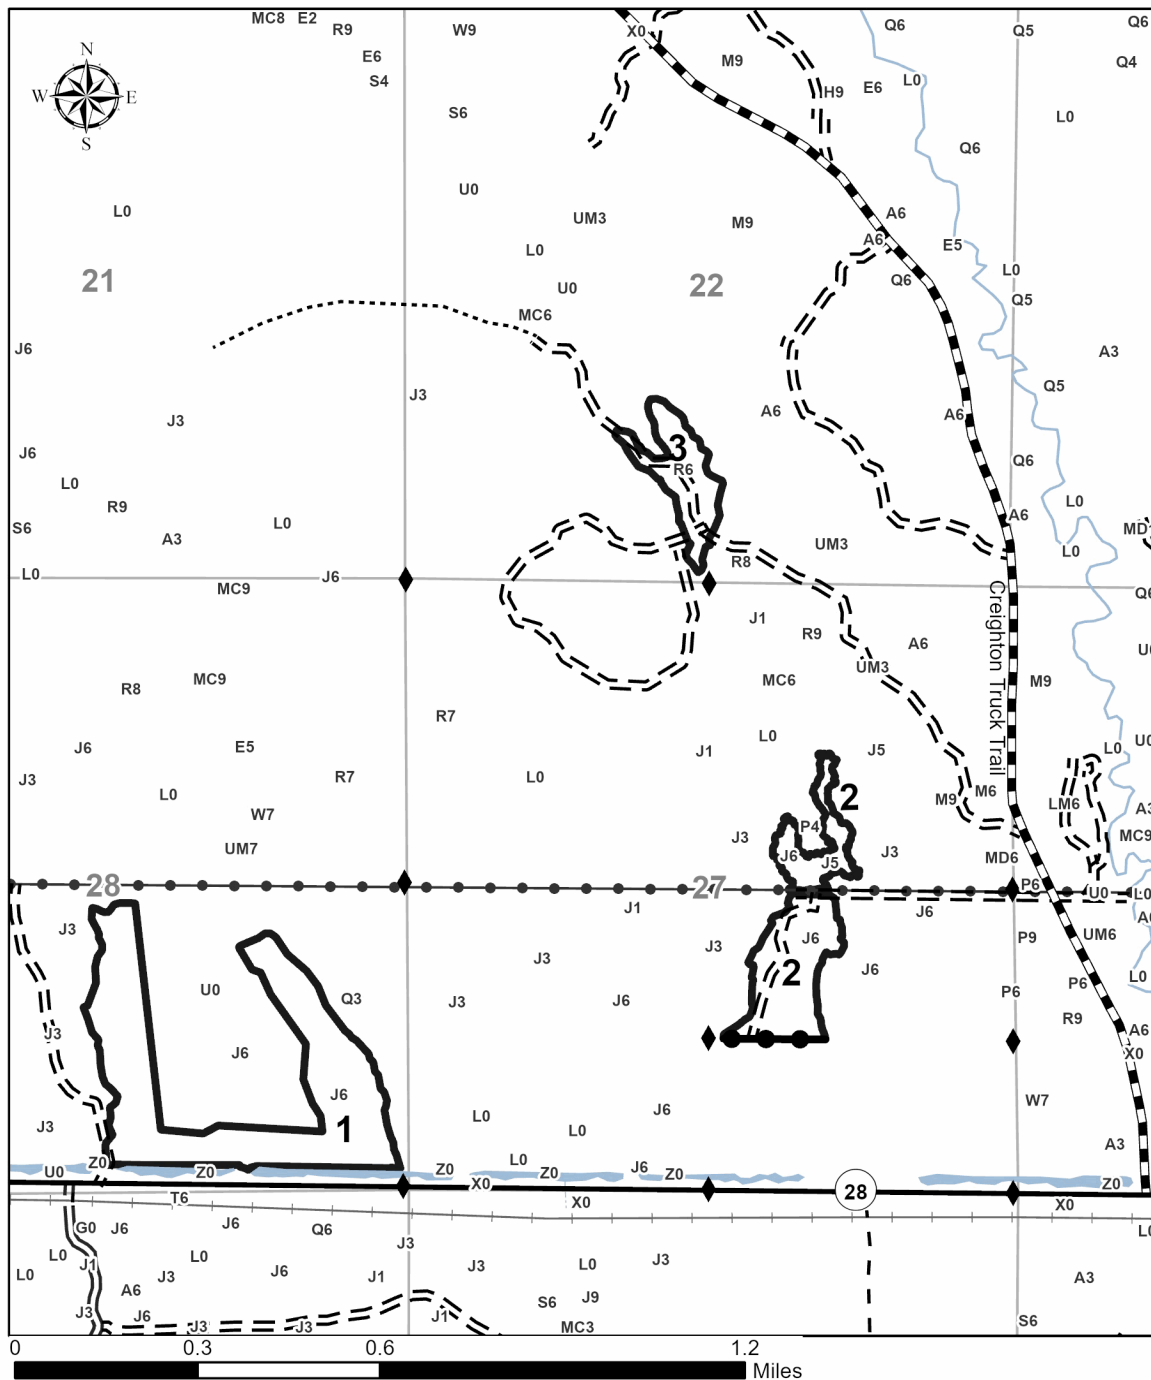 MC8 E2 R9 W9 X0 Q6 Q5 Q6
E6 S4 M9 Q4
N
W E
S
S6 H9 E6 L0 L0
Q6
U0
L0 UM3 M9 A6
L0 A6 E5
21 U0 22 Q6 L0
Q5
MC6
J6 A3
J3 J3 A6 A6 Q5
J6 3 Q6
L0 R6
R9 L0 L0
S6 A3 A6 MD
UM3 L0
L0 J6 R8
MC9 Q6
J1
R9 A6
Creighton Truck Trail
MC9 UM3
R8 MC6 M9
R7
L0
J6 E5 J1 J5 L0
J3 R7 L0
L0 M9 M6
W7 2 LM6
P4
UM7 J3 MC9
J6 J5 J3 MD6
28 27 P6 U0 L0
J1 J6
J3 J3 J6 P9 UM6
J3 2 J6 L0
U0 Q3 J3 J6 P6 P6
R9
J3 A6
J6 X0
J6 W7
J3 1 L0 L0 J6 A3
Z0 L0
U0 Z0 Z0 Z0 J6 Z0 Z0
X0 28
T6 X0 X0
G0 J6 J6 Q6
J3
L0 J1 L0 J3 L0 J3
L0 J3 J6 J1 A3
A6 S6 J9
J3 J6 J3 J3 J1 MC3 S6
0 0.3 0.6 1.2
Miles